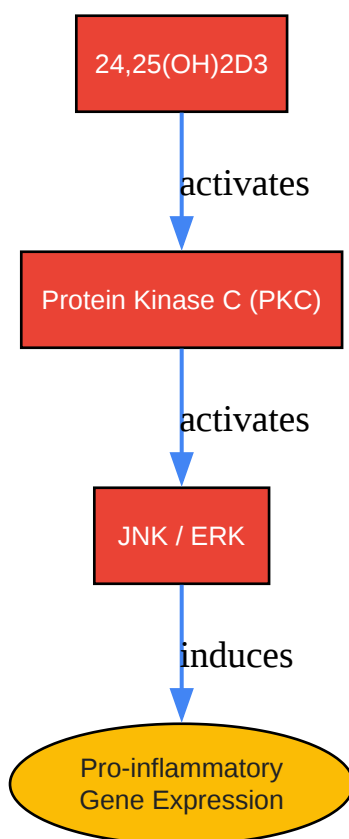 24,25(OH)2D3
activates
Protein Kinase C (PKC)
activates
JNK / ERK
induces
Pro-inflammatory
Gene Expression